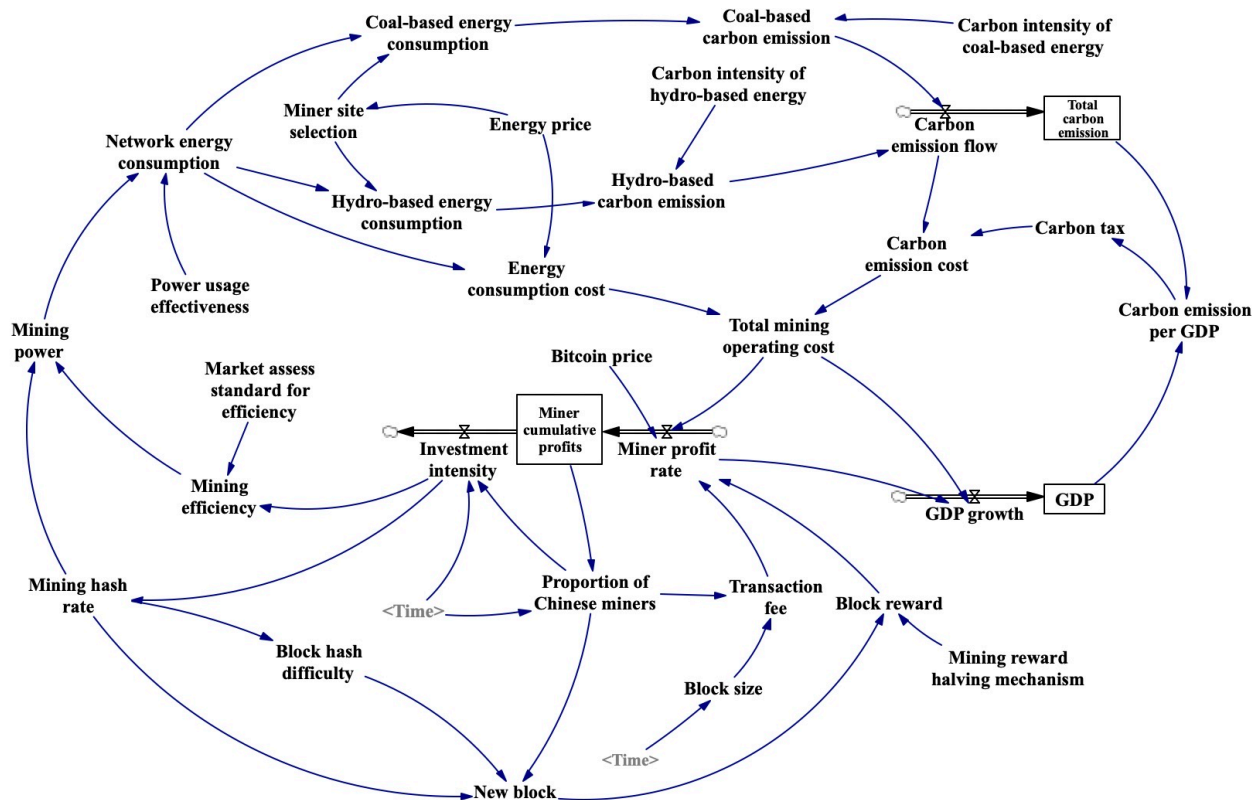 Coal-based energy
consumption
Coal-based
carbon emission
Carbon intensity of
coal-based energy
Carbon intensity of
hydro-based energy
Miner site
selection
Energy price
Total
carbon
emission
Carbon
emission flow
Network energy
consumption
Hydro-based
carbon emission
Hydro-based energy
consumption
Carbon tax
Carbon
emission cost
Energy
consumption cost
Power usage
effectiveness
Carbon emission
per GDP
Mining
power
Total mining
operating cost
Bitcoin price
Market assess
standard for
efficiency
Miner
cumulative
profits
Investment
intensity
Miner profit
rate
Mining
efficiency
GDP
GDP growth
Mining hash
rate
<Time>
Proportion of
Chinese miners
Transaction
fee
Block reward
Block hash
difficulty
Mining reward
halving mechanism
Block size
<Time>
New block